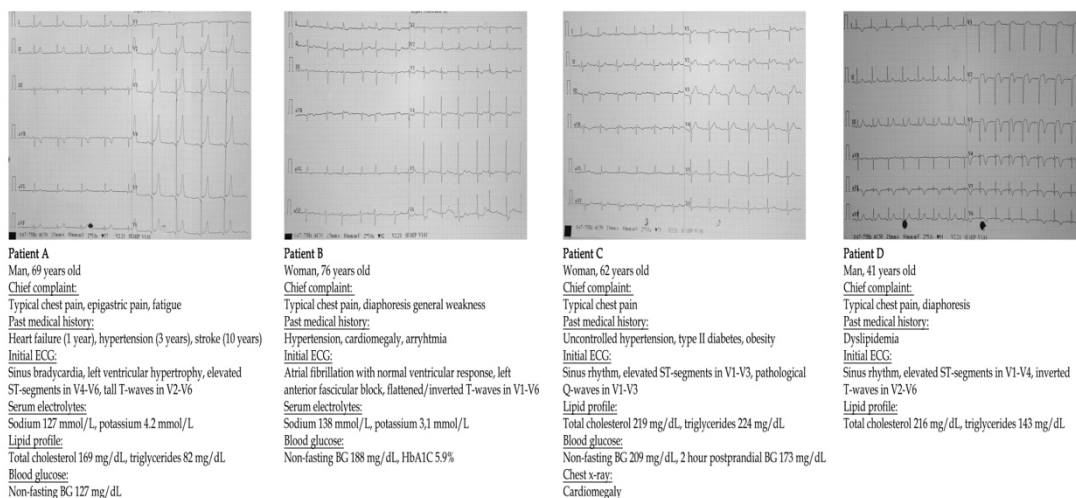 I
II
III
aVR
aVL
aVF
V1
V2
Patient A
Man, 69 years old
Chief complaint:
Typical chest pain, epigastric pain, fatigue
Past medical history:
Heart failure (1 year), hypertension (3 years), stroke (10 years)
Initial ECG:
Sinus bradycardia, left ventricular hypertrophy, elevated
ST-segments in V4-V6, tall T-waves in V2-V6
Serum electrolytes:
Sodium 127 mmol/L, potassium 4.2 mmol/L
Lipid profile:
Total cholesterol 169 mg/dL, triglycerides 82 mg/dL
Blood glucose:
Non-fasting BG 127 mg/dL
Patient B
Woman, 76 years old
Chief complaint:
Typical chest pain, diaphoresis general weakness
Past medical history:
Hypertension, cardiomegaly, arryhtmia
Initial ECG:
Atrial fibrillation with normal ventricular response, left
anterior fascicular block, flattened/inverted T-waves in V1-V6
Serum electrolytes:
Sodium 138 mmol/L, potassium 3,1 mmol/L
Blood glucose:
Non-fasting BG 188 mg/dL, HbA1C 5.9%
Patient C
Woman, 62 years old
Chief complaint:
Typical chest pain
Past medical history:
Uncontrolled hypertension, type II diabetes, obesity
Initial ECG:
Sinus rhythm, elevated ST-segments in V1-V3, pathological
Q-waves in V1-V3
Lipid profile:
Total cholesterol 219 mg/dL, triglycerides 224 mg/dL
Blood glucose:
Non-fasting BG 209 mg/dL, 2 hour postprandial BG 173 mg/dL
Chest x-ray:
Cardiomegaly
Patient D
Man, 41 years old
Chief complaint:
Typical chest pain, diaphoresis
Past medical history:
Dyslipidemia
Initial ECG:
Sinus rhythm, elevated ST-segments in V1-V4, inverted
T-waves in V2-V6
Lipid profile:
Total cholesterol 216 mg/dL, triglycerides 143 mg/dL